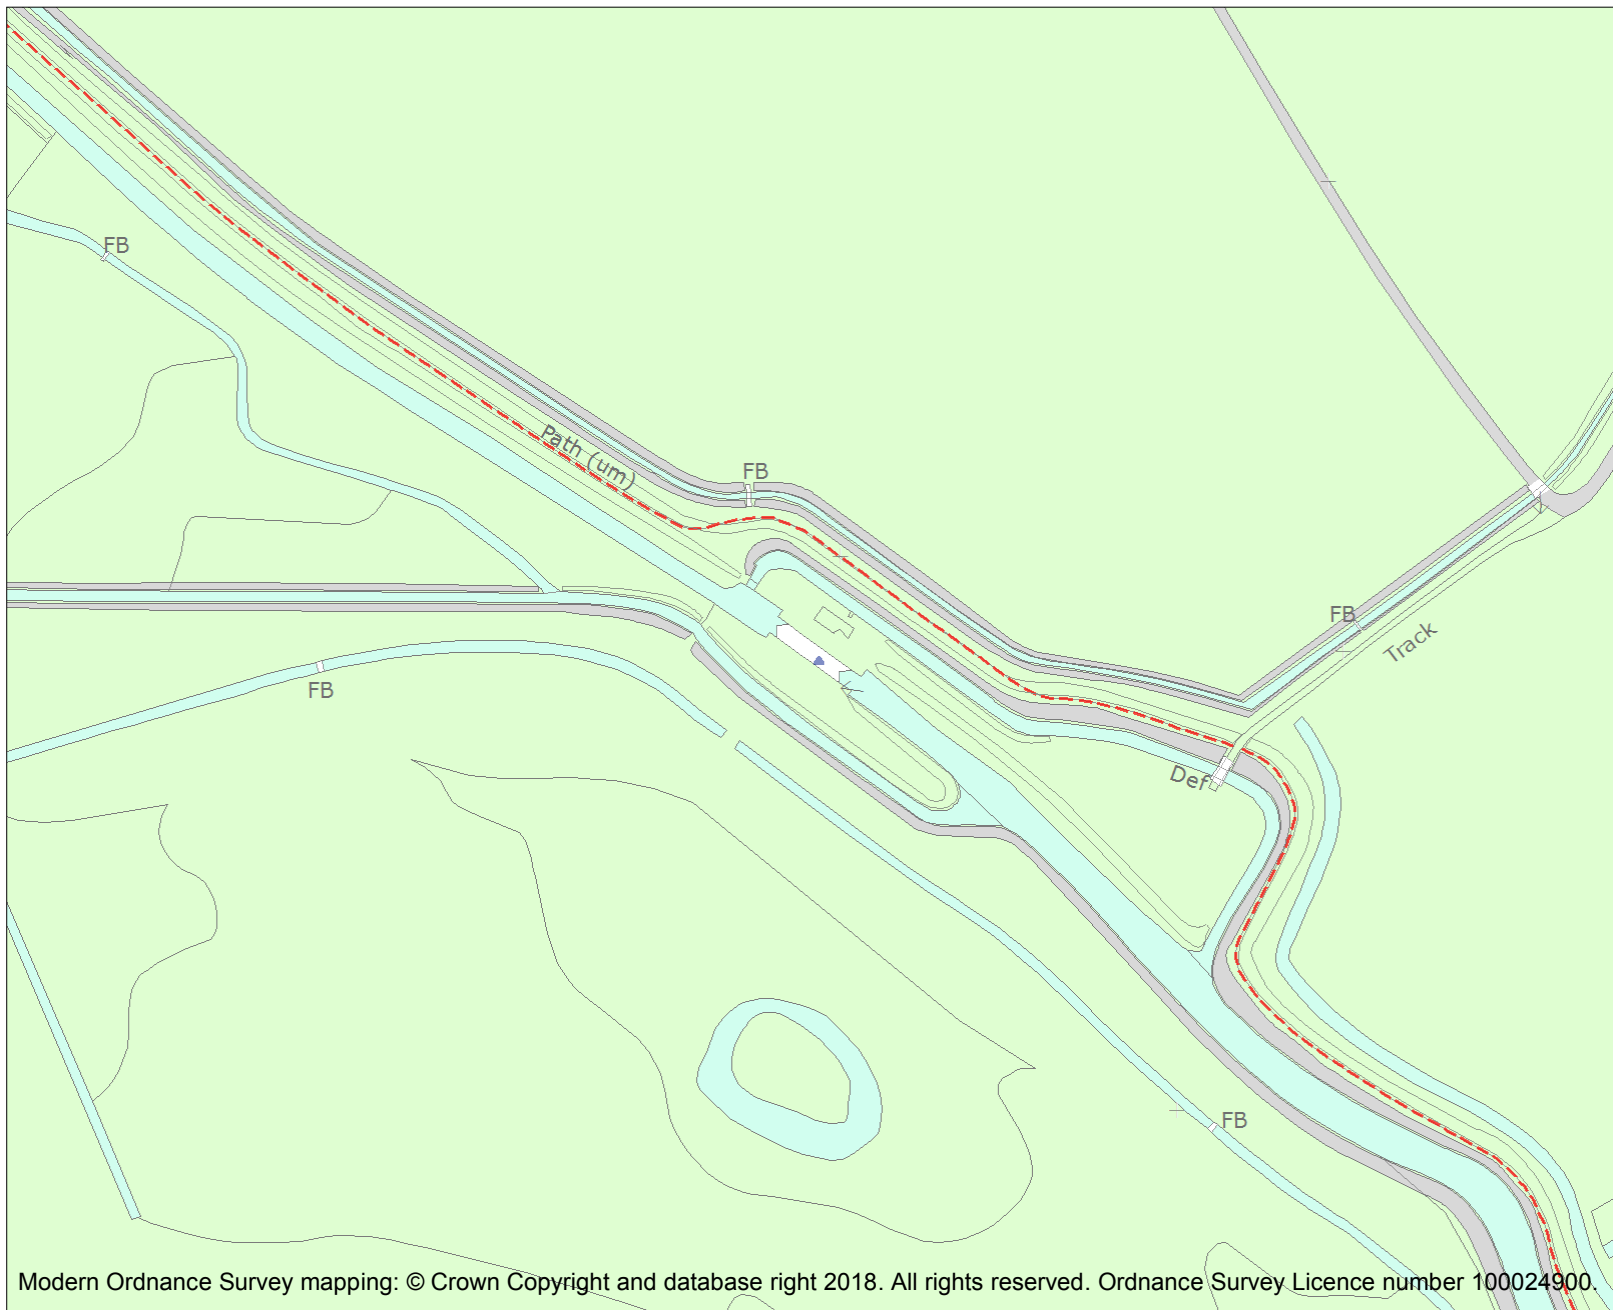 FB
Path (um)
FB
FB
Track
FB
Def
FB
Modern Ordnance Survey mapping: © Crown Copyright and database right 2018. All rights reserved. Ordnance Survey Licence number 100024900.